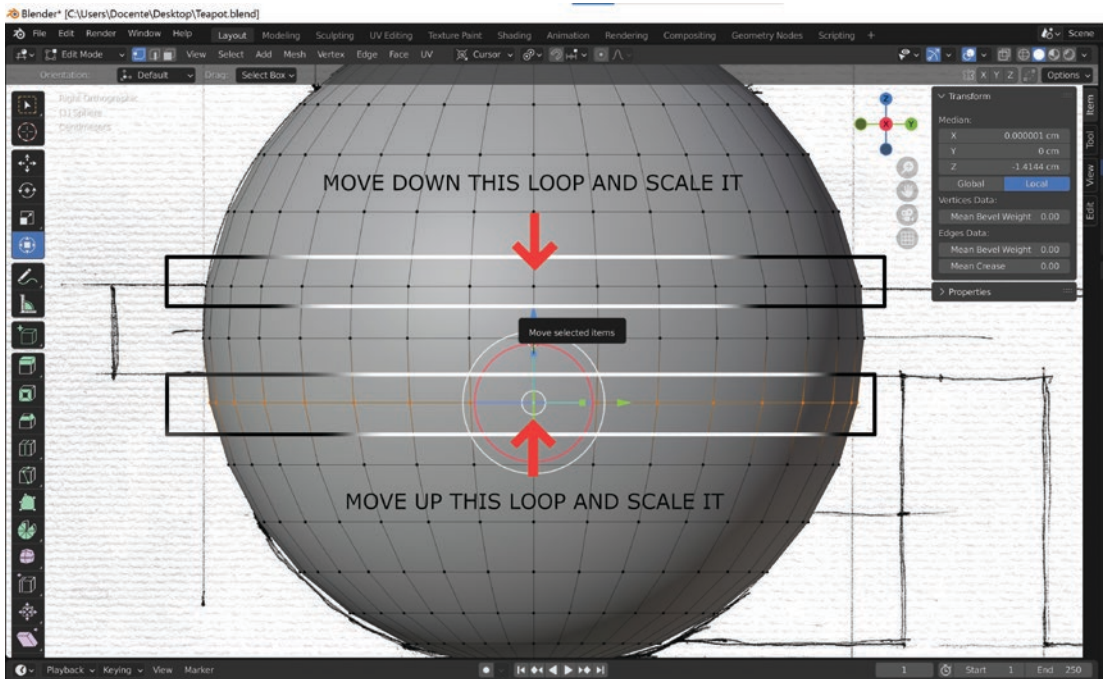 Blender* [C:\Users\Docente\Desktop\Teapot.blend]
File Edit Render Window Help Layout Modeling Sculpting UV Editing Texture Paint Shading Animation Rendering Compositing Geometry Nodes Scripting + Scene
Edit Mode View Select Add Mesh Vertex Edge Face UV Cursor
Orientation: Default Drag: Select Box X Y Z Options
Right Orthographic
(1) Sphere
Centimeters
Transform
Median:
X 0.000001 cm
Y 0 cm
Z -1.4144 cm
Global Local
Vertices Data:
Mean Bevel Weight 0.00
Edges Data:
Mean Bevel Weight 0.00
Mean Crease 0.00
Properties
Item
Tool
View
Edit
Z
X
Y
MOVE DOWN THIS LOOP AND SCALE IT
Move selected items
MOVE UP THIS LOOP AND SCALE IT
Playback Keying View Marker 1 Start 1 End 250